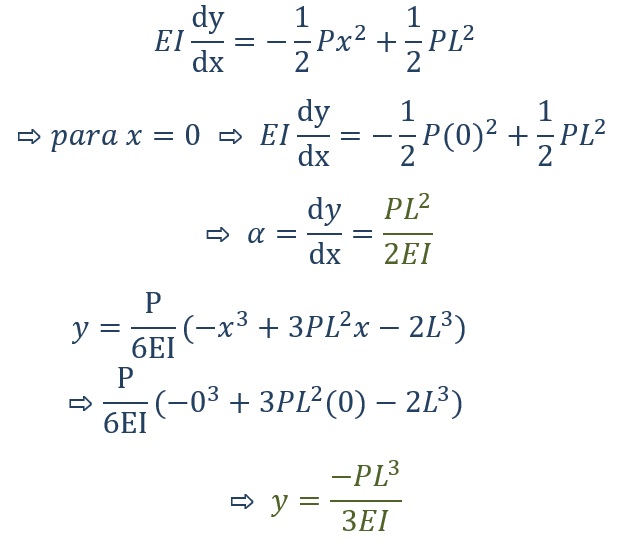 EI dy/dx = −1/2 Px² + 1/2 PL²
⇨ para x = 0 ⇨ EI dy/dx = −1/2 P(0)² + 1/2 PL²
⇨ α = dy/dx = PL²/2EI
y = P/6EI (−x³ + 3PL²x − 2L³)
⇨ P/6EI (−0³ + 3PL²(0) − 2L³)
⇨ y = −PL³/3EI